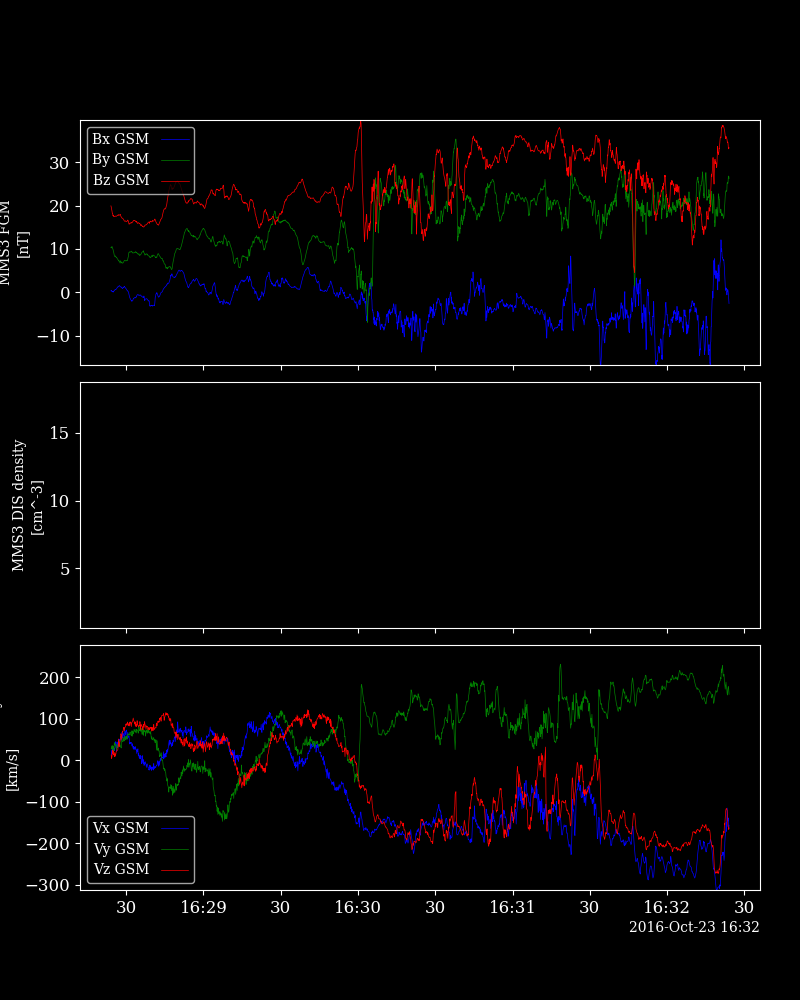 Bx GSM
By GSM
Bz GSM
30
20
10
0
−10
MMS3 FGM
[nT]
15
10
5
MMS3 DIS density
[cm^-3]
200
100
0
−100
−200
−300
[km/s]
Vx GSM
Vy GSM
Vz GSM
30 16:29 30 16:30 30 16:31 30 16:32 30
2016-Oct-23 16:32